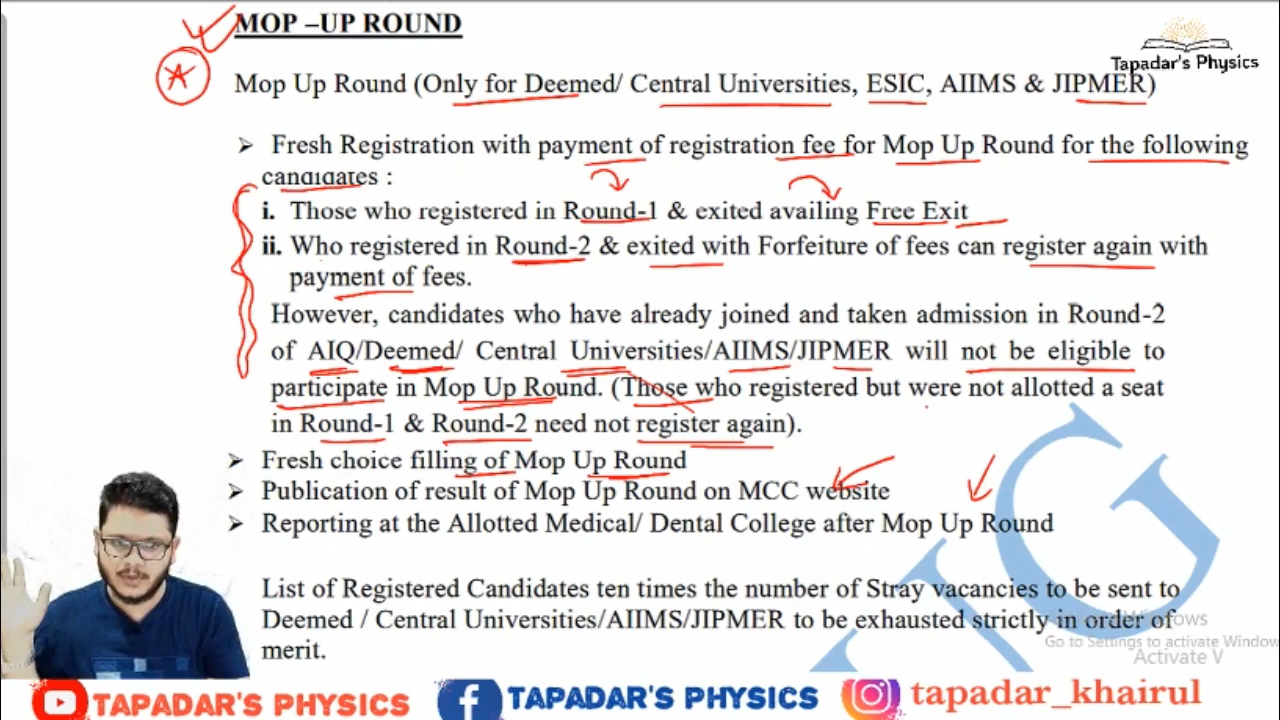 MOP –UP ROUND
Tapadar's Physics
Mop Up Round (Only for Deemed/ Central Universities, ESIC, AIIMS & JIPMER)
➢ Fresh Registration with payment of registration fee for Mop Up Round for the following
candidates :
i. Those who registered in Round-1 & exited availing Free Exit
ii. Who registered in Round-2 & exited with Forfeiture of fees can register again with
payment of fees.
However, candidates who have already joined and taken admission in Round-2
of AIQ/Deemed/ Central Universities/AIIMS/JIPMER will not be eligible to
participate in Mop Up Round. (Those who registered but were not allotted a seat
in Round-1 & Round-2 need not register again).
➢ Fresh choice filling of Mop Up Round
➢ Publication of result of Mop Up Round on MCC website
➢ Reporting at the Allotted Medical/ Dental College after Mop Up Round
List of Registered Candidates ten times the number of Stray vacancies to be sent to
Deemed / Central Universities/AIIMS/JIPMER to be exhausted strictly in order of
merit.
Go to Settings to activate Window
Activate V
TAPADAR'S PHYSICS
TAPADAR'S PHYSICS
tapadar_khairul